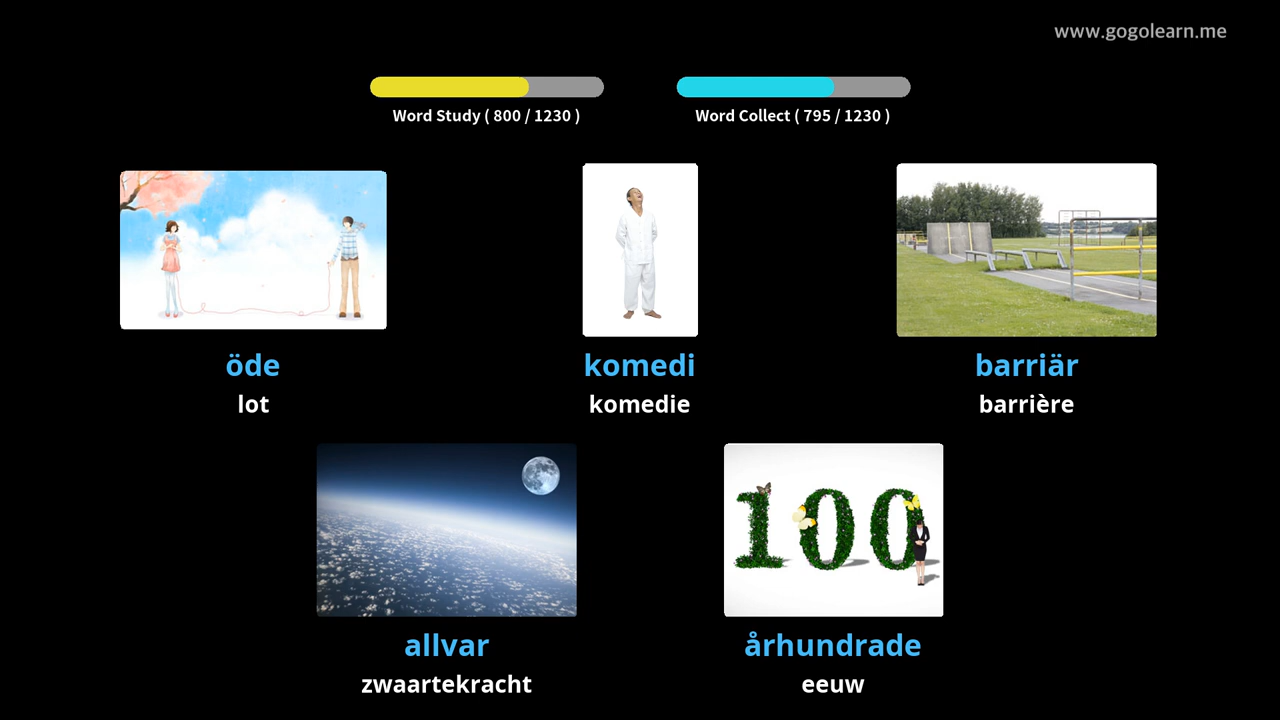 www.gogolearn.me
Word Study ( 800 / 1230 )
Word Collect ( 795 / 1230 )
öde
lot
komedi
komedie
barriär
barrière
allvar
zwaartekracht
århundrade
eeuw